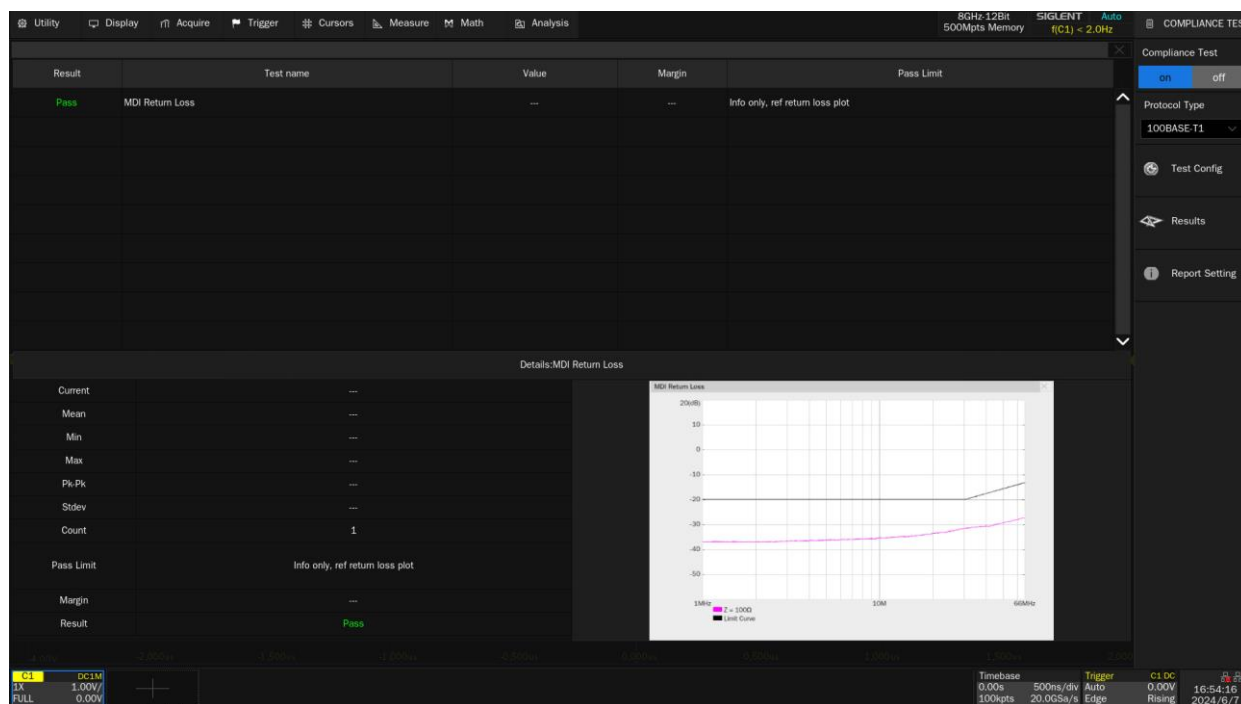 Utility Display Acquire Trigger Cursors Measure Math Analysis
8GHz-12Bit SIGLENT Auto
500Mpts Memory f(C1) < 2.0Hz
COMPLIANCE TES
Compliance Test
on off
Protocol Type
100BASE-T1
Test Config
Results
Report Setting
Result Test name Value Margin Pass Limit
Pass MDI Return Loss --- --- Info only, ref return loss plot
Details:MDI Return Loss
Current ---
Mean ---
Min ---
Max ---
Pk-Pk ---
Stdev ---
Count 1
Pass Limit Info only, ref return loss plot
Margin ---
Result Pass
MDI Return Loss
20(dB)
10
0
-10
-20
-30
-40
-50
1MHz 10M 66MHz
Z = 100Ω
Limit Curve
C1 DC1M
1X 1.00V/
FULL 0.00V
Timebase
0.00s 500ns/div
100kpts 20.0GSa/s
Trigger C1 DC
Auto 0.00V
Edge Rising
16:54:16
2024/6/7